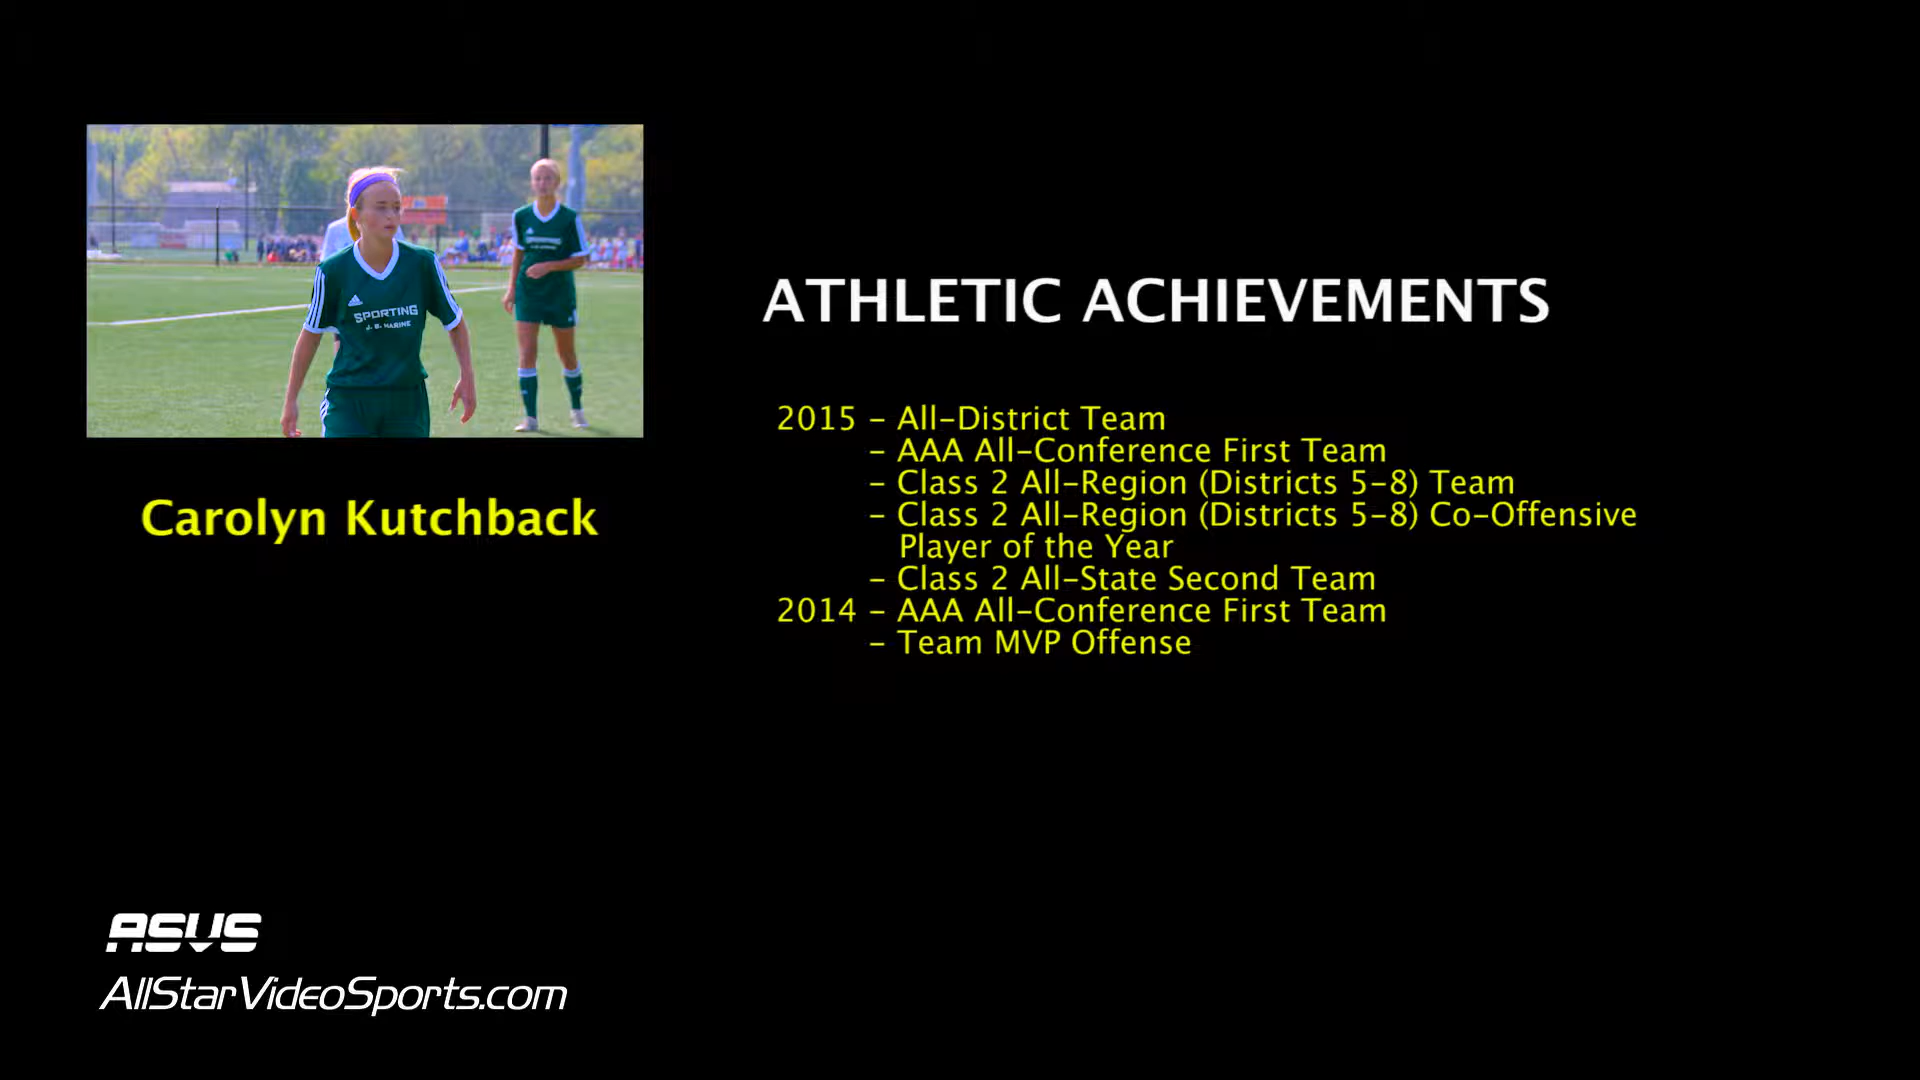 SPORTING
J. B. MARINE
SPORTING
Carolyn Kutchback
ATHLETIC ACHIEVEMENTS
2015 - All-District Team
- AAA All-Conference First Team
- Class 2 All-Region (Districts 5-8) Team
- Class 2 All-Region (Districts 5-8) Co-Offensive
Player of the Year
- Class 2 All-State Second Team
2014 - AAA All-Conference First Team
- Team MVP Offense
ASVS
AllStarVideoSports.com